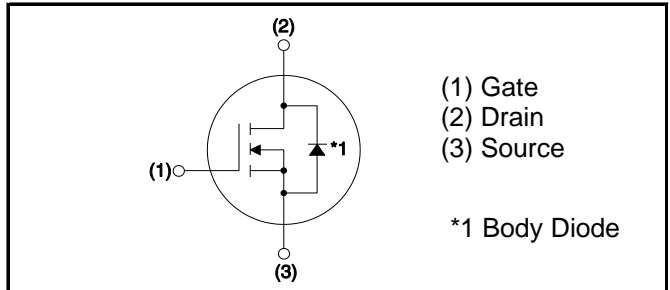 (2)
(1) Gate
(2) Drain
(3) Source
*1
(1)
*1 Body Diode
(3)